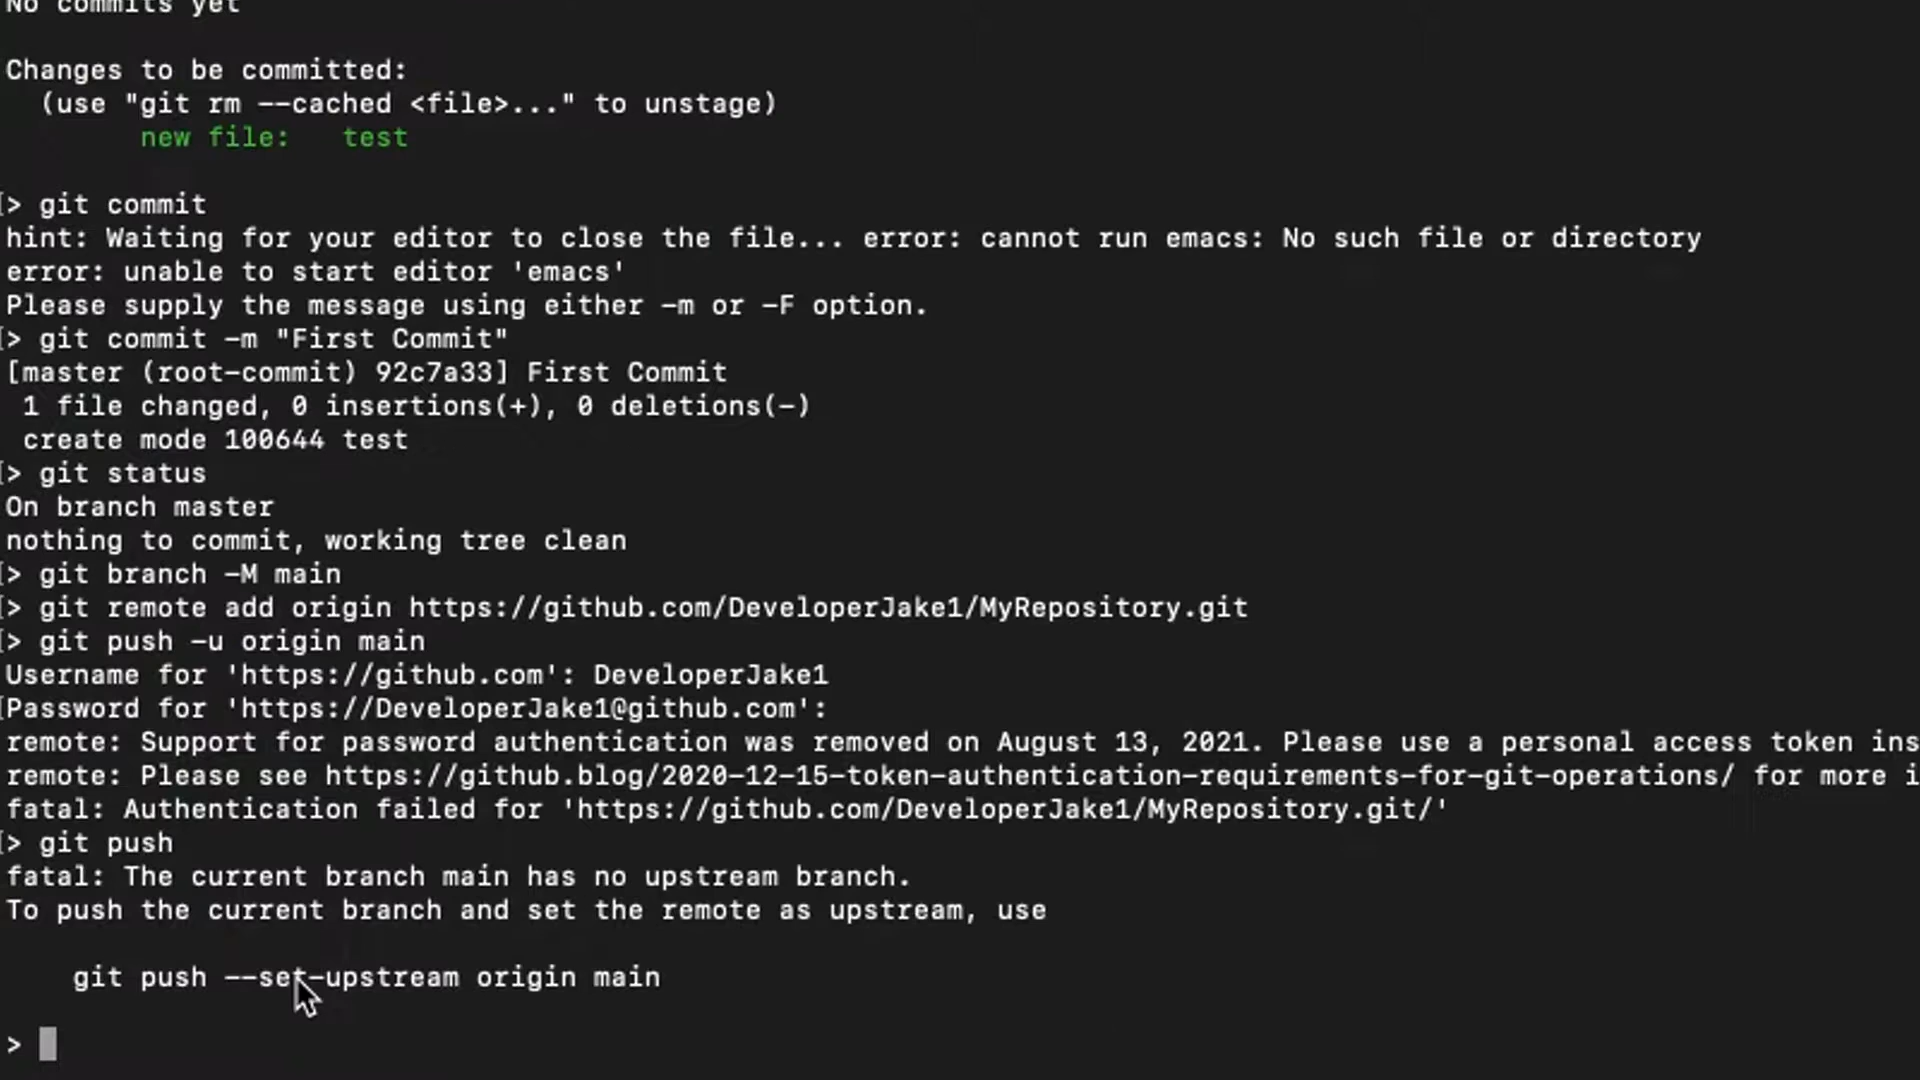 No commits yet
Changes to be committed:
(use "git rm --cached <file>..." to unstage)
new file: test
[> git commit
hint: Waiting for your editor to close the file... error: cannot run emacs: No such file or directory
error: unable to start editor 'emacs'
Please supply the message using either -m or -F option.
[> git commit -m "First Commit"
[master (root-commit) 92c7a33] First Commit
1 file changed, 0 insertions(+), 0 deletions(-)
create mode 100644 test
[> git status
On branch master
nothing to commit, working tree clean
[> git branch -M main
[> git remote add origin https://github.com/DeveloperJake1/MyRepository.git
[> git push -u origin main
Username for 'https://github.com': DeveloperJake1
[Password for 'https://DeveloperJake1@github.com':
remote: Support for password authentication was removed on August 13, 2021. Please use a personal access token ins
remote: Please see https://github.blog/2020-12-15-token-authentication-requirements-for-git-operations/ for more i
fatal: Authentication failed for 'https://github.com/DeveloperJake1/MyRepository.git/'
[> git push
fatal: The current branch main has no upstream branch.
To push the current branch and set the remote as upstream, use
git push --set-upstream origin main
>